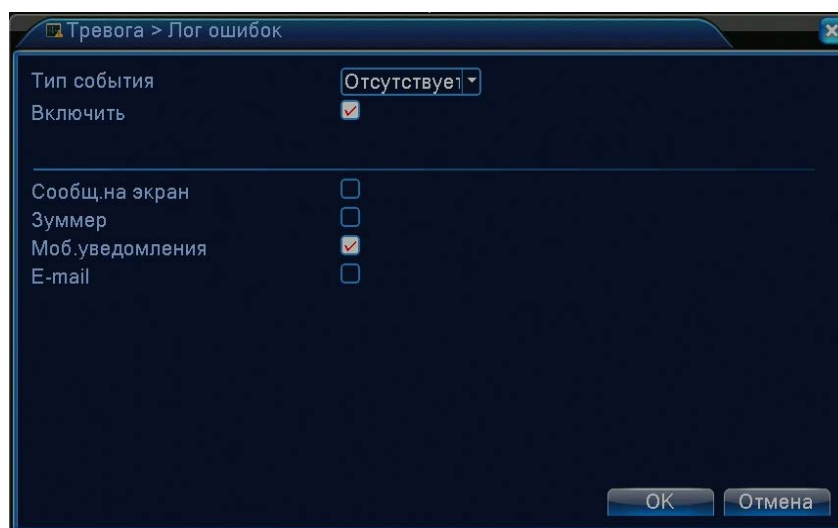 Тревога > Лог ошибок
Тип события Отсутствует
Включить
Сообщ.на экран
Зуммер
Моб.уведомления
E-mail
OK Отмена